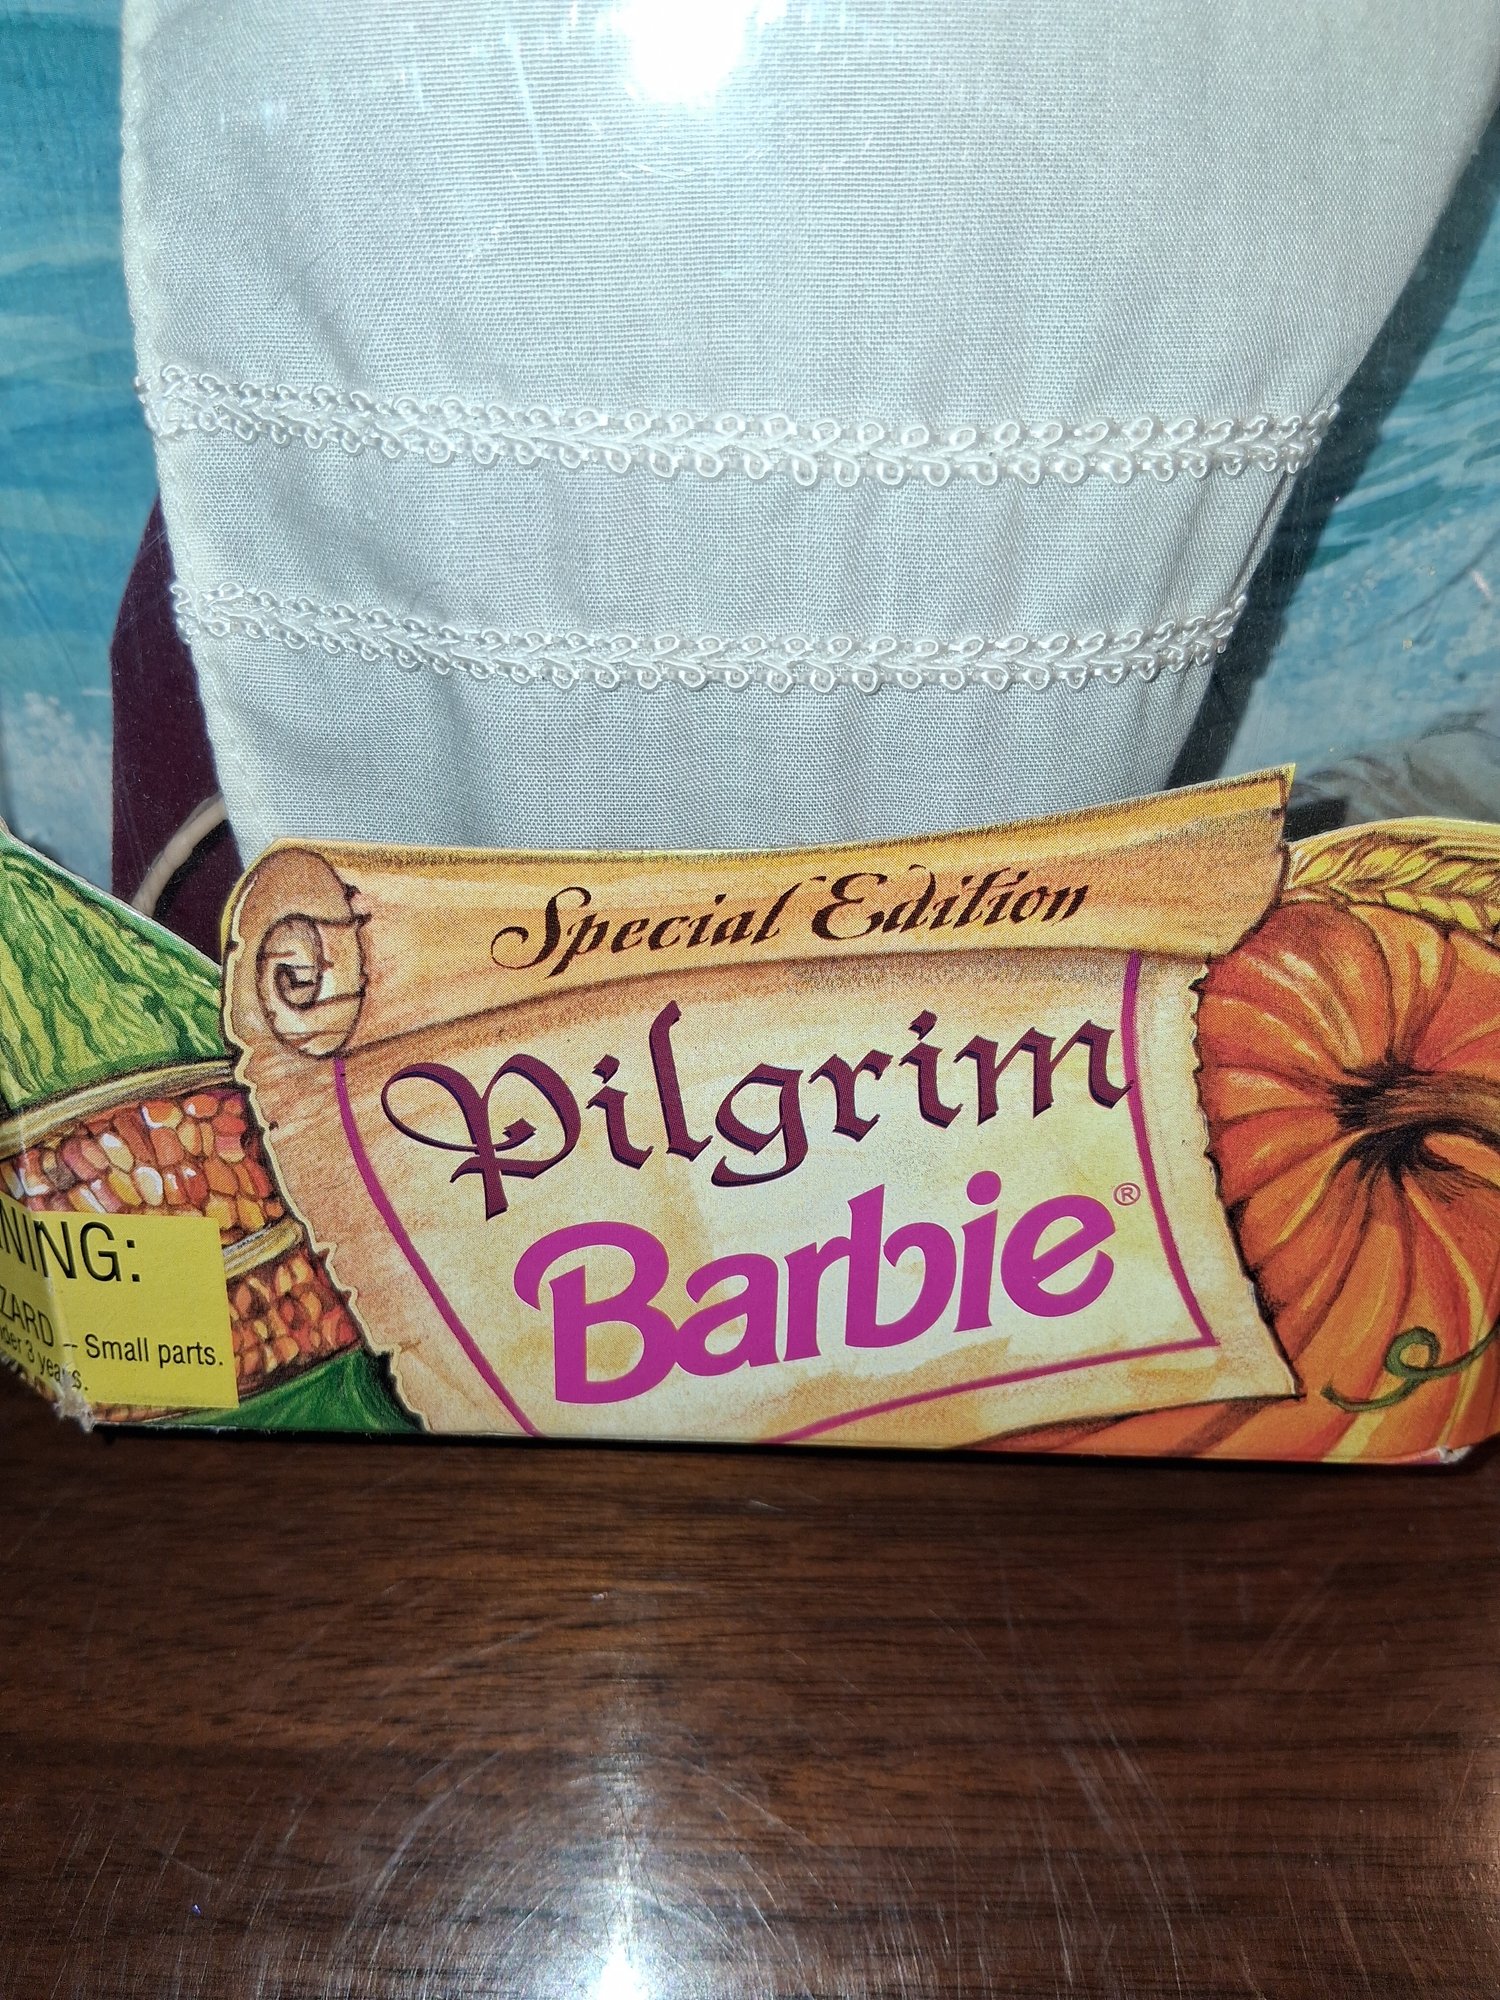 Special Edition
Pilgrim
Barbie®
NING:
ZARD – Small parts.
der 3 years.